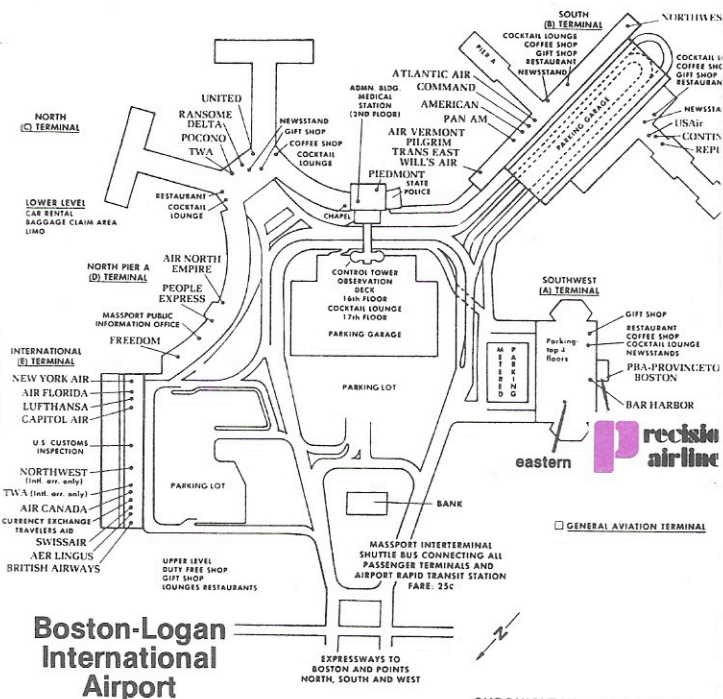 SOUTH
(B) TERMINAL
COCKTAIL LOUNGE
COFFEE SHOP
GIFT SHOP
RESTAURANT
NEWSSTAND
NORTHWES
COCKTAIL L
COFFEE SHO
GIFT SHOP
RESTAURAN
NEWSSTA
USAir
CONTIN
REPU
PIER A
PARKING GARAGE
ATLANTIC AIR
COMMAND
AMERICAN
PAN AM
AIR VERMONT
PILGRIM
TRANS EAST
WILL'S AIR
PIEDMONT
STATE
POLICE
ADMN. BLDG.
MEDICAL
STATION
(2ND FLOOR)
CHAPEL
UNITED
RANSOME
DELTA
POCONO
TWA
NEWSSTAND
GIFT SHOP
COFFEE SHOP
COCKTAIL
LOUNGE
NORTH
(C) TERMINAL
RESTAURANT
COCKTAIL
LOUNGE
LOWER LEVEL
CAR RENTAL
BAGGAGE CLAIM AREA
LIMO
AIR NORTH
EMPIRE
NORTH PIER A
(D) TERMINAL
PEOPLE
EXPRESS
MASSPORT PUBLIC
INFORMATION OFFICE
FREEDOM
CONTROL TOWER
OBSERVATION
DECK
16th FLOOR
COCKTAIL LOUNGE
17th FLOOR
PARKING GARAGE
PARKING LOT
SOUTHWEST
(A) TERMINAL
GIFT SHOP
RESTAURANT
COFFEE SHOP
COCKTAIL LOUNGE
NEWSSTANDS
Parking-
top 4
floors
METERED
PARKING
PBA-PROVINCETO
BOSTON
BAR HARBOR
eastern
Precision
airline
INTERNATIONAL
(E) TERMINAL
NEW YORK AIR
AIR FLORIDA
LUFTHANSA
CAPITOL AIR
U.S CUSTOMS
INSPECTION
NORTHWEST
(Intl. arr. only)
TWA (Intl. arr. only)
AIR CANADA
CURRENCT EXCHANGE
TRAVELERS AID
SWISSAIR
AER LINGUS
BRITISH AIRWAYS
PARKING LOT
BANK
GENERAL AVIATION TERMINAL
UPPER LEVEL
DUTY FREE SHOP
GIFT SHOP
LOUNGES RESTAURANTS
MASSPORT INTERTERMINAL
SHUTTLE BUS CONNECTING ALL
PASSENGER TERMINALS AND
AIRPORT RAPID TRANSIT STATION
FARE: 25c
N
Boston-Logan
International
Airport
EXPRESSWAYS TO
BOSTON AND POINTS
NORTH, SOUTH AND WEST